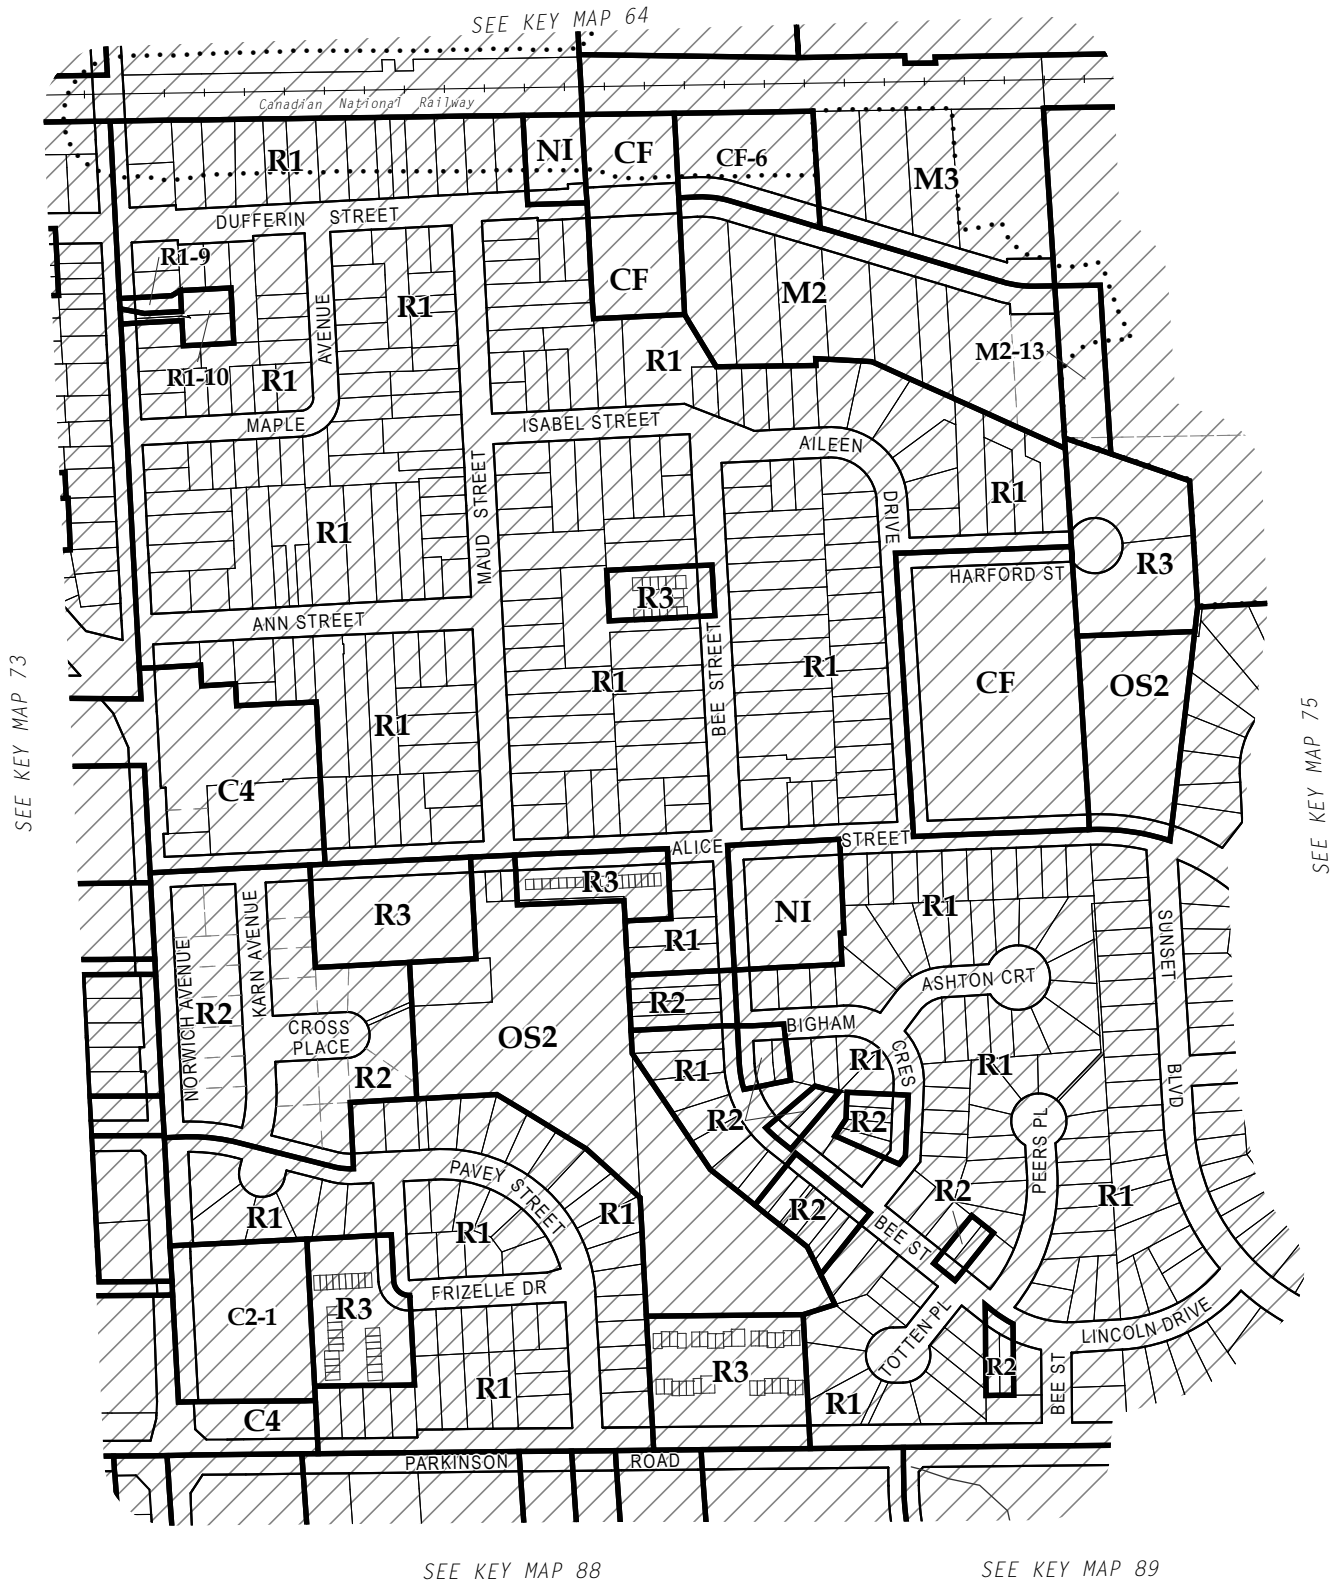 SEE KEY MAP 64
Canadian National Railway
R1
NI
CF
CF-6
M3
DUFFERIN STREET
R1-9
CF
M2
AVENUE
R1
M2-13
R1-10
R1
R1
MAPLE
ISABEL STREET
AILEEN
DRIVE
R1
MAUD STREET
R1
R3
HARFORD ST
R3
ANN STREET
SEE KEY MAP 73
BEE STREET
R1
R1
CF
OS2
R1
SEE KEY MAP 75
C4
ALICE STREET
R3
R3
KARN AVENUE
NORWICH AVENUE
NI
R1
R1
SUNSET
BLVD
ASHTON CRT
R2
R2
CROSS
PLACE
OS2
BIGHAM
CRES
R2
R1
R1
R1
R2
R2
PEERS PL
PAVEY STREET
R1
R1
R1
R2
BEE ST
R2
R1
FRIZELLE DR
C2-1
R3
TOTTEN PL
LINCOLN DRIVE
R3
R2
BEE ST
R1
R1
C4
PARKINSON ROAD
SEE KEY MAP 88
SEE KEY MAP 89